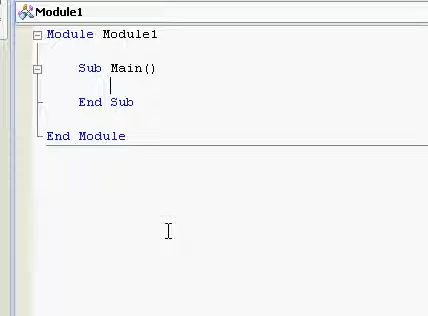 Module1
Module Module1
Sub Main()
End Sub
End Module